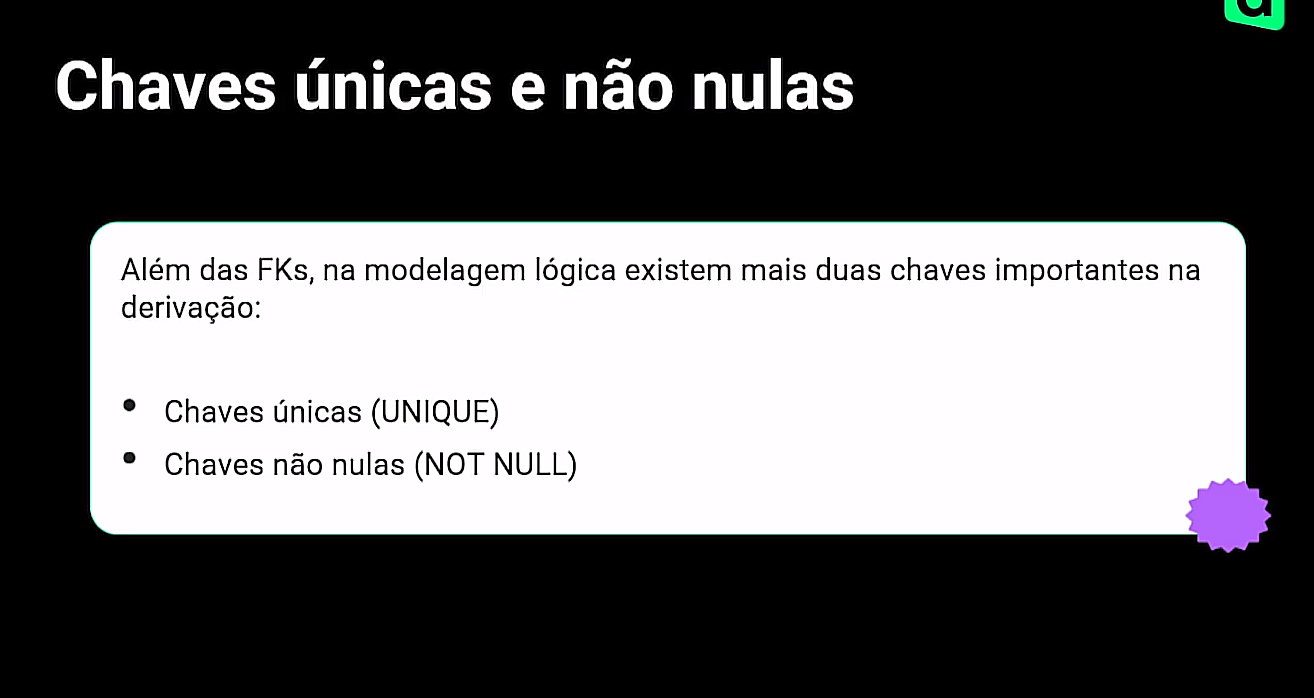 Chaves únicas e não nulas
Além das FKs, na modelagem lógica existem mais duas chaves importantes na
derivação:
• Chaves únicas (UNIQUE)
• Chaves não nulas (NOT NULL)